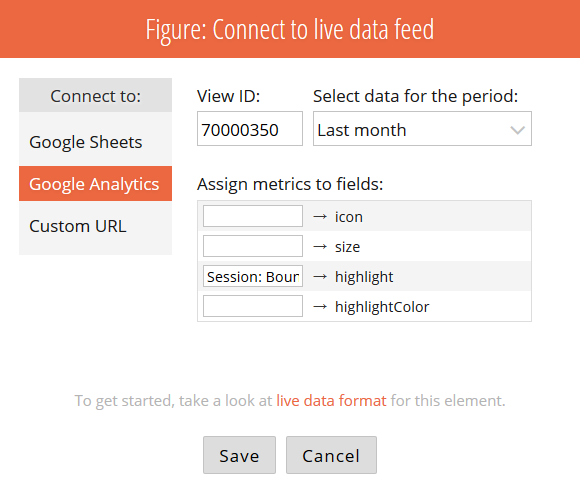 Figure: Connect to live data feed
Connect to:
Google Sheets
Google Analytics
Custom URL
View ID:
Select data for the period:
70000350
Last month
Assign metrics to fields:
→ icon
→ size
Session: Boun → highlight
→ highlightColor
To get started, take a look at live data format for this element.
Save
Cancel